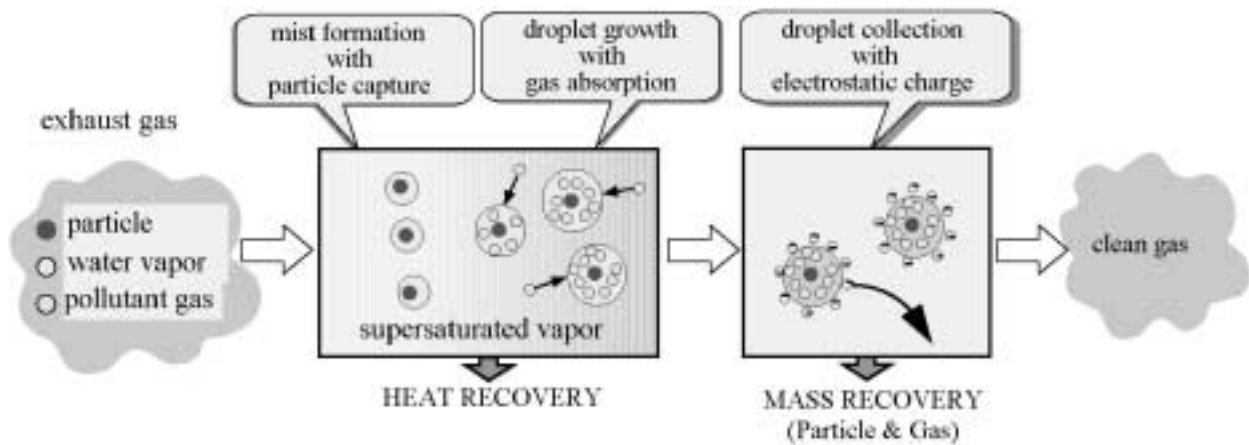 mist formation
with
particle capture
droplet growth
with
gas absorption
droplet collection
with
electrostatic charge
exhaust gas
particle
water vapor
pollutant gas
supersaturated vapor
clean gas
HEAT RECOVERY
MASS RECOVERY
(Particle & Gas)